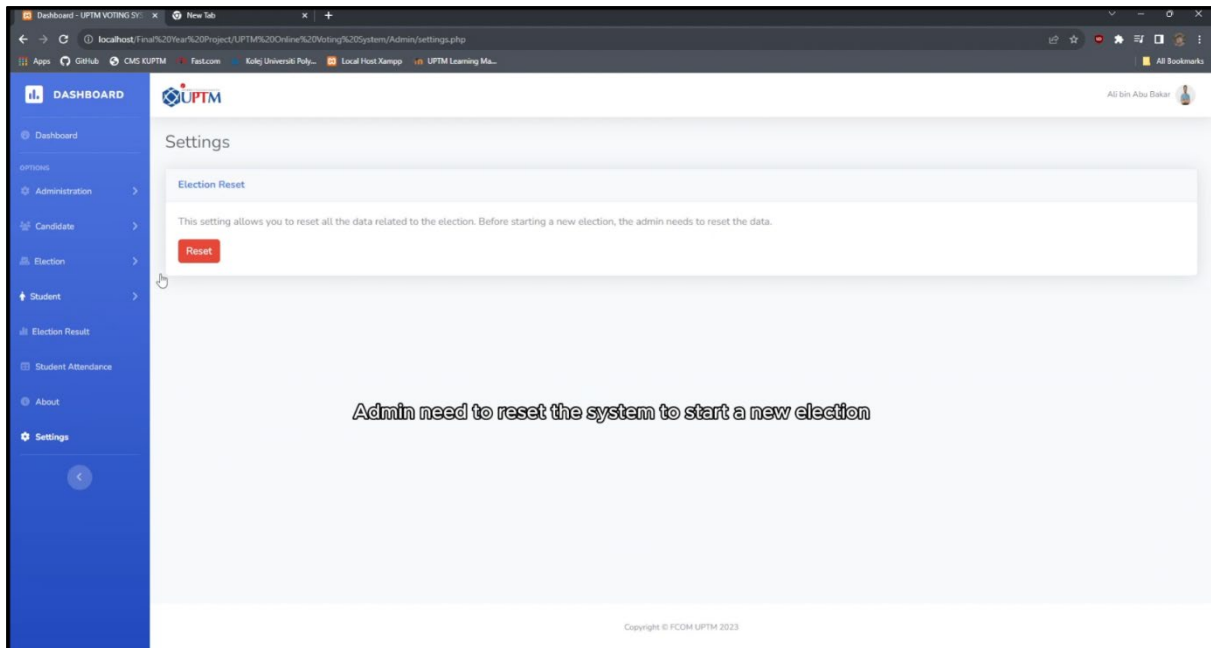 Dashboard - UPTM VOTING SYS
New Tab
localhost/Final%20Year%20Project/UPTM%20Online%20Voting%20System/Admin/settings.php
Apps GitHub CMS KUPTM Fast.com Kolej Universiti Poly... Local Host Xampp UPTM Learning Ma... All Bookmarks
DASHBOARD
UPTM
Ali bin Abu Bakar
Dashboard
OPTIONS
Administration
Candidate
Election
Student
Election Result
Student Attendance
About
Settings
Settings
Election Reset
This setting allows you to reset all the data related to the election. Before starting a new election, the admin needs to reset the data.
Reset
Admin need to reset the system to start a new election
Copyright © FCOM UPTM 2023